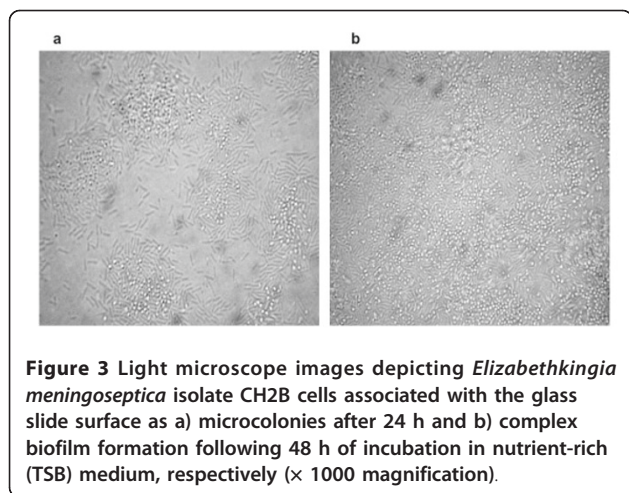 a b
Figure 3 Light microscope images depicting Elizabethkingia
meningoseptica isolate CH2B cells associated with the glass
slide surface as a) microcolonies after 24 h and b) complex
biofilm formation following 48 h of incubation in nutrient-rich
(TSB) medium, respectively (× 1000 magnification).